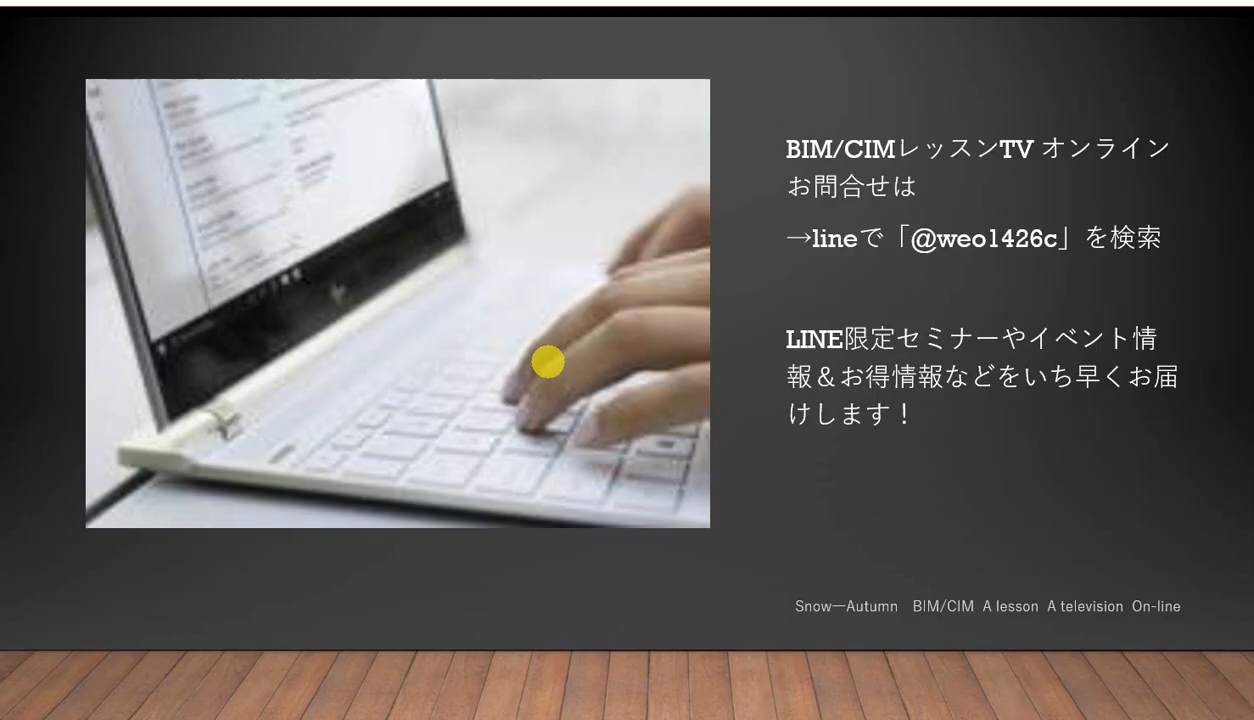 BIM/CIMレッスンTV オンライン
お問合せは
→lineで「@weo1426c」を検索
LINE限定セミナーやイベント情
報＆お得情報などをいち早くお届
けします！
Snow―Autumn　BIM/CIM A lesson A television On-line